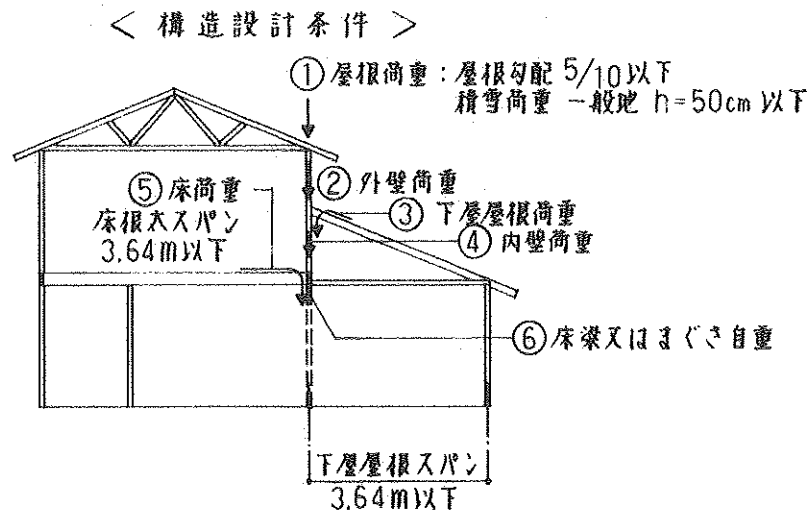 ＜ 構造設計条件 ＞
① 屋根荷重：屋根勾配 5/10以下
積雪荷重 一般地 h=50cm 以下
② 外壁荷重
⑤ 床荷重
③ 下屋屋根荷重
床根太スパン
④ 内壁荷重
3,64m以下
⑥ 床梁又はまぐさ自重
下屋屋根スパン
3,64m以下